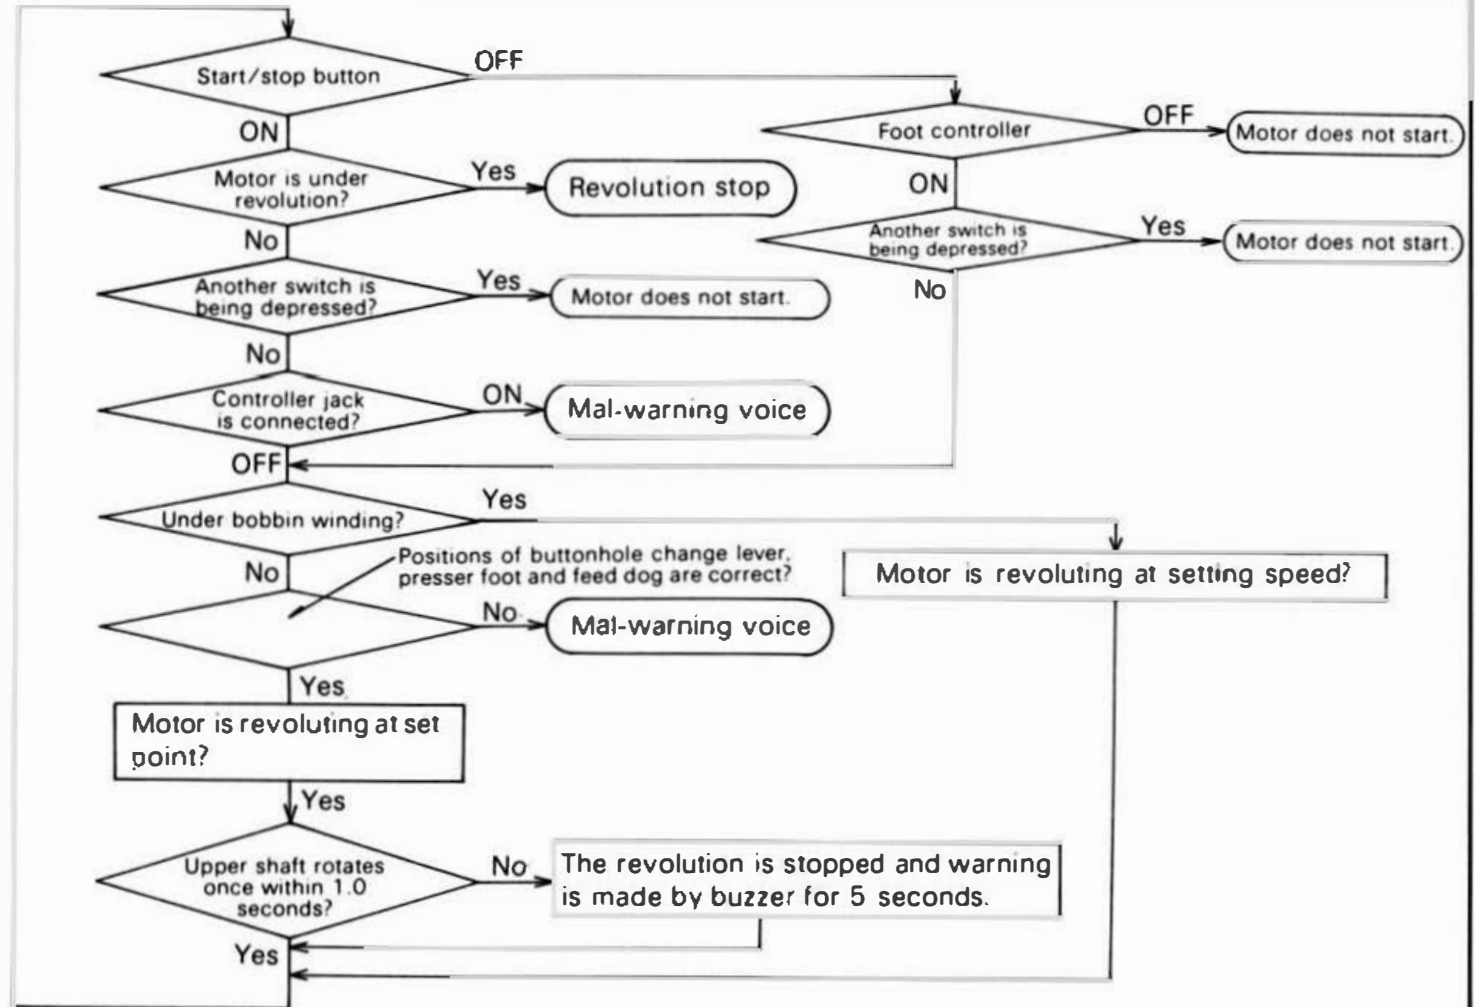 Start/stop button
OFF
ON
Foot controller
OFF
Motor does not start.
Motor is under
revolution?
Yes
Revolution stop
ON
No
Another switch is
being depressed?
Yes
Motor does not start.
Another switch is
being depressed?
Yes
Motor does not start.
No
No
Controller jack
is connected?
ON
Mal-warning voice
OFF
Under bobbin winding?
Yes
No
Positions of buttonhole change lever,
presser foot and feed dog are correct?
Motor is revoluting at setting speed?
No
Mal-warning voice
Yes
Motor is revoluting at set
point?
Yes
Upper shaft rotates
once within 1.0
seconds?
No
The revolution is stopped and warning
is made by buzzer for 5 seconds.
Yes